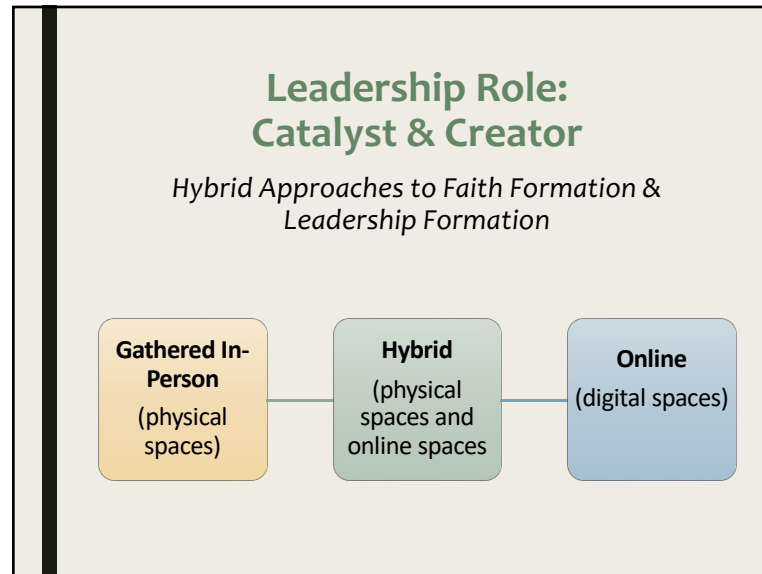 Leadership Role:
Catalyst & Creator
Hybrid Approaches to Faith Formation &
Leadership Formation
Gathered In-
Person
(physical
spaces)
Hybrid
(physical
spaces and
online spaces
Online
(digital spaces)